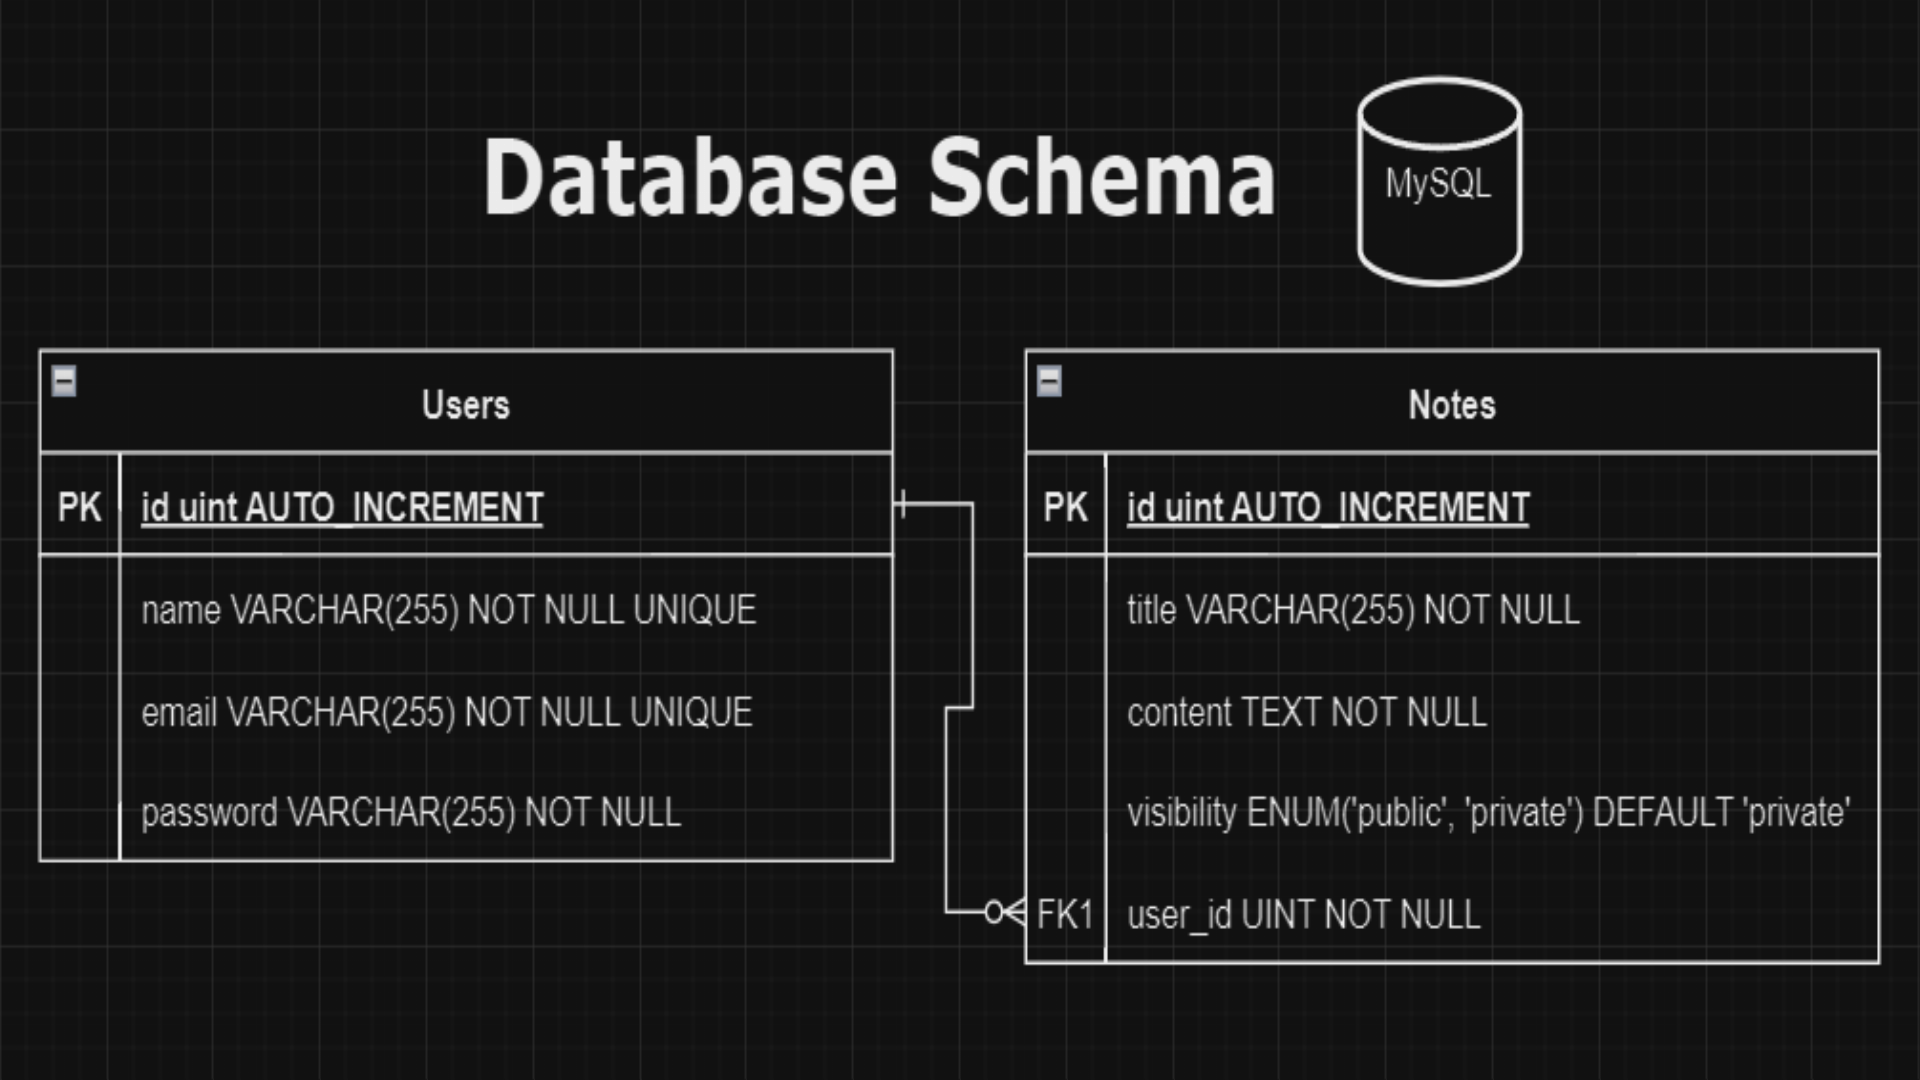 Database Schema
MySQL
Users
PK id uint AUTO_INCREMENT
name VARCHAR(255) NOT NULL UNIQUE
email VARCHAR(255) NOT NULL UNIQUE
password VARCHAR(255) NOT NULL
Notes
PK id uint AUTO_INCREMENT
title VARCHAR(255) NOT NULL
content TEXT NOT NULL
visibility ENUM('public', 'private') DEFAULT 'private'
FK1 user_id UINT NOT NULL